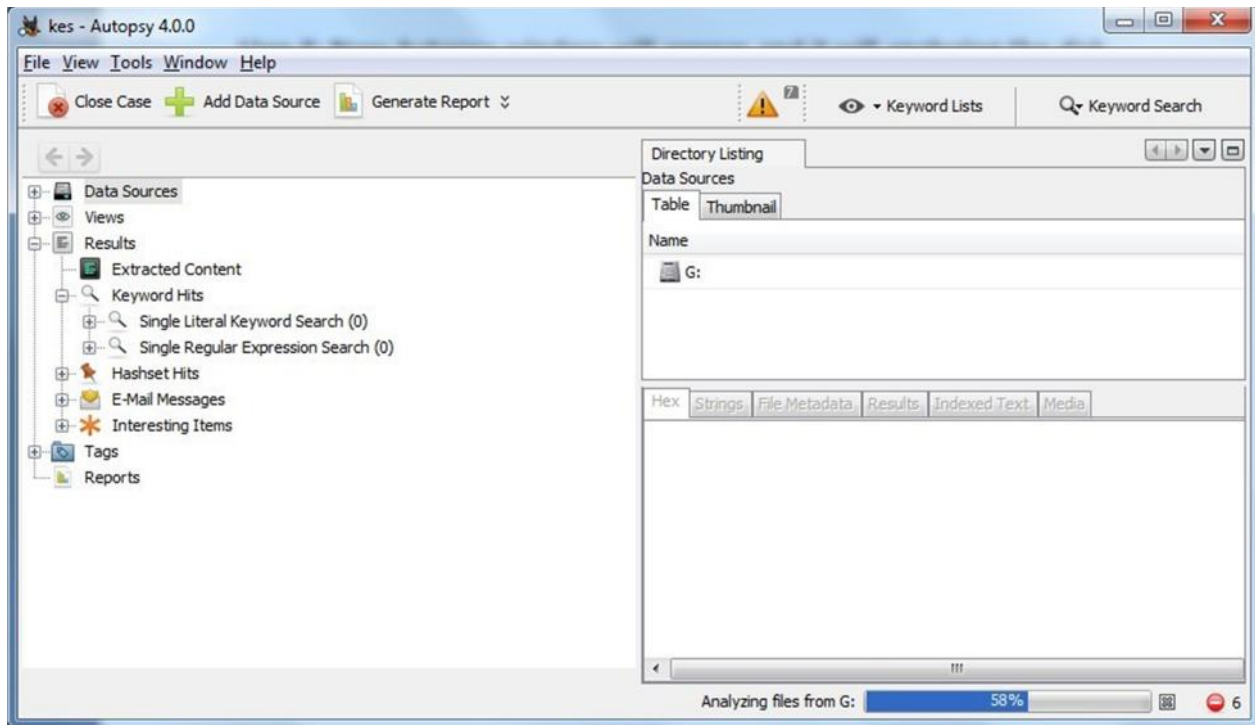 kes - Autopsy 4.0.0
File View Tools Window Help
Close Case Add Data Source Generate Report
7
Keyword Lists
Keyword Search
Data Sources
Views
Results
Extracted Content
Keyword Hits
Single Literal Keyword Search (0)
Single Regular Expression Search (0)
Hashset Hits
E-Mail Messages
Interesting Items
Tags
Reports
Directory Listing
Data Sources
Table Thumbnail
Name
G:
Hex Strings File Metadata Results Indexed Text Media
Analyzing files from G: 58% 6